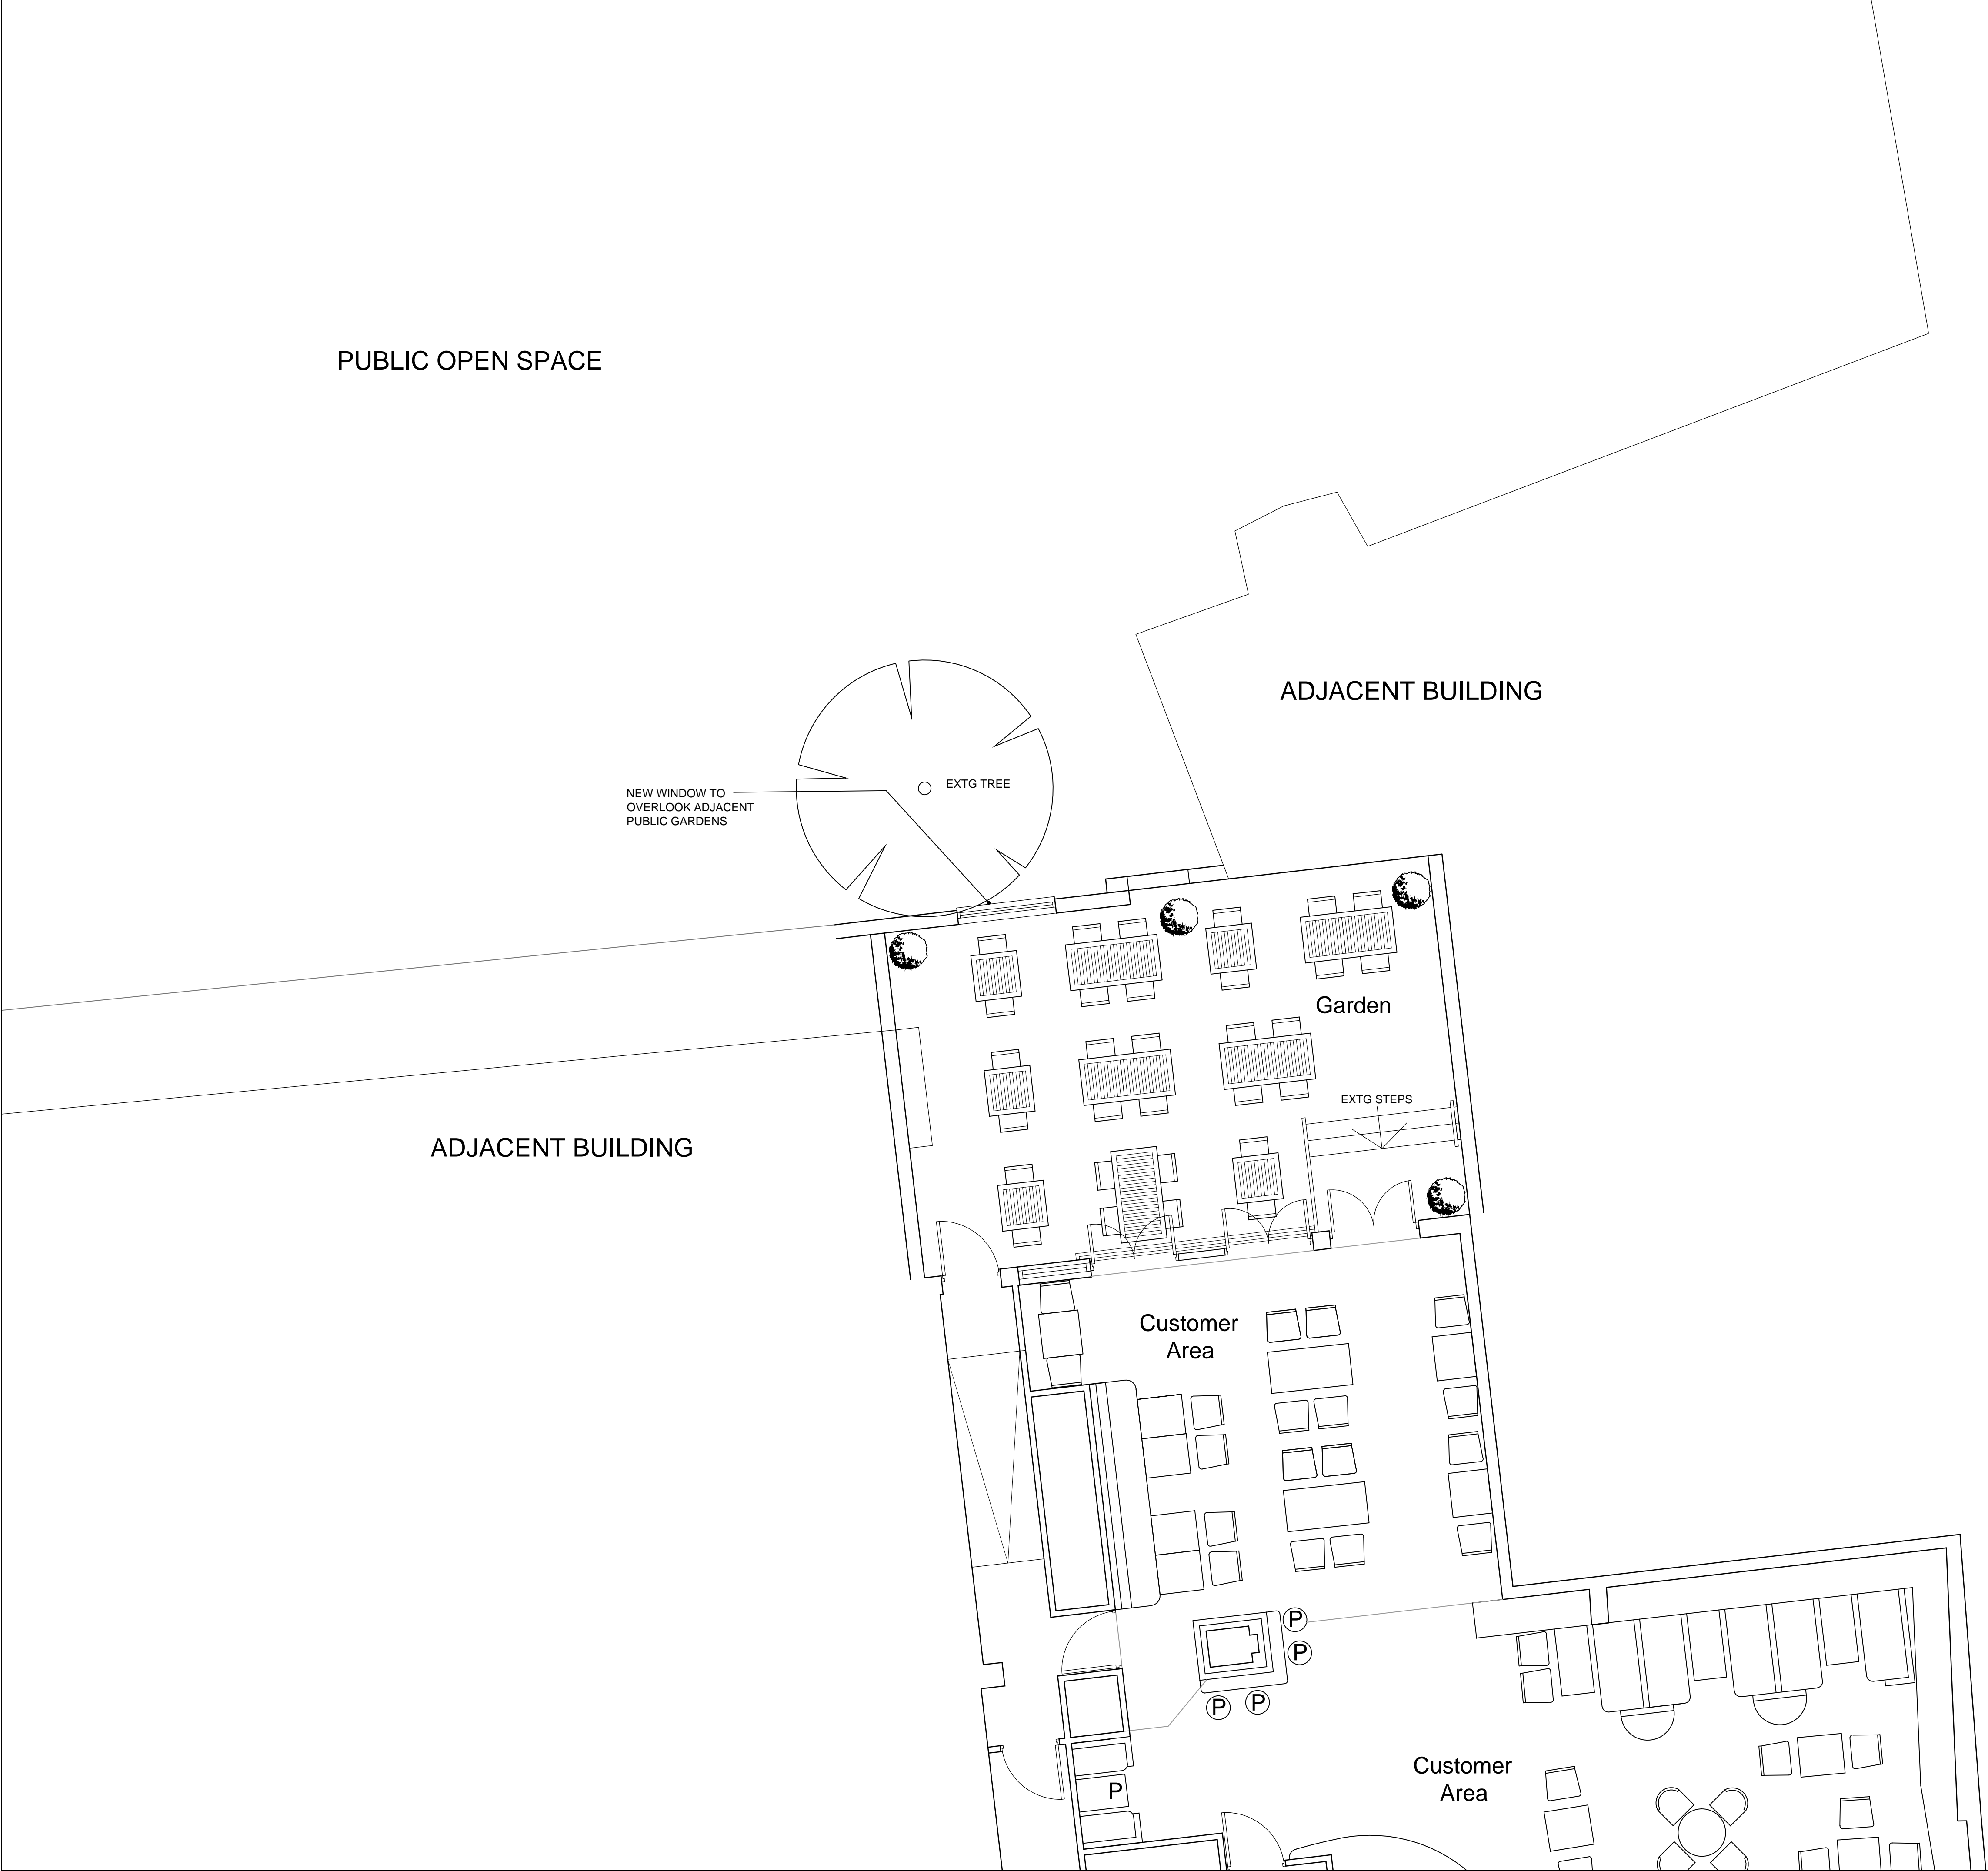 PUBLIC OPEN SPACE
ADJACENT BUILDING
EXTG TREE
NEW WINDOW TO
OVERLOOK ADJACENT
PUBLIC GARDENS
Garden
EXTG STEPS
ADJACENT BUILDING
Customer
Area
P
P
P
P
Customer
Area
P